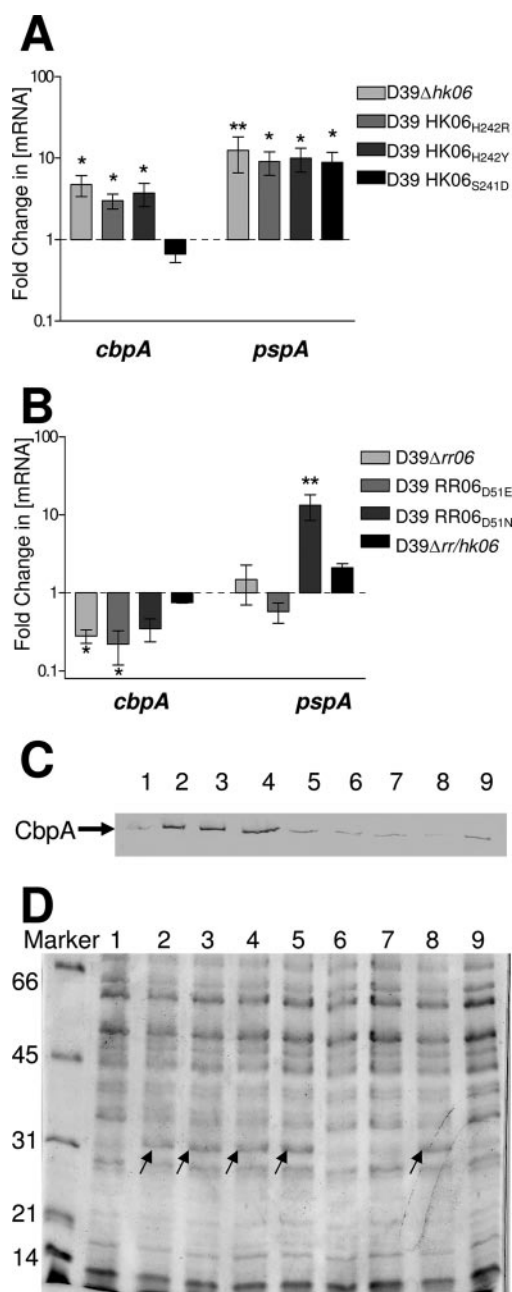 A
Fold Change in [mRNA]
100
10
1
0.1
* * *
** * * *
cbpA pspA
D39Δhk06
D39 HK06H242R
D39 HK06H242Y
D39 HK06S241D
B
Fold Change in [mRNA]
100
10
1
0.1
**
* *
cbpA pspA
D39Δrr06
D39 RR06D51E
D39 RR06D51N
D39Δrr/hk06
C
1 2 3 4 5 6 7 8 9
CbpA
D
Marker 1 2 3 4 5 6 7 8 9
66
45
31
21
14